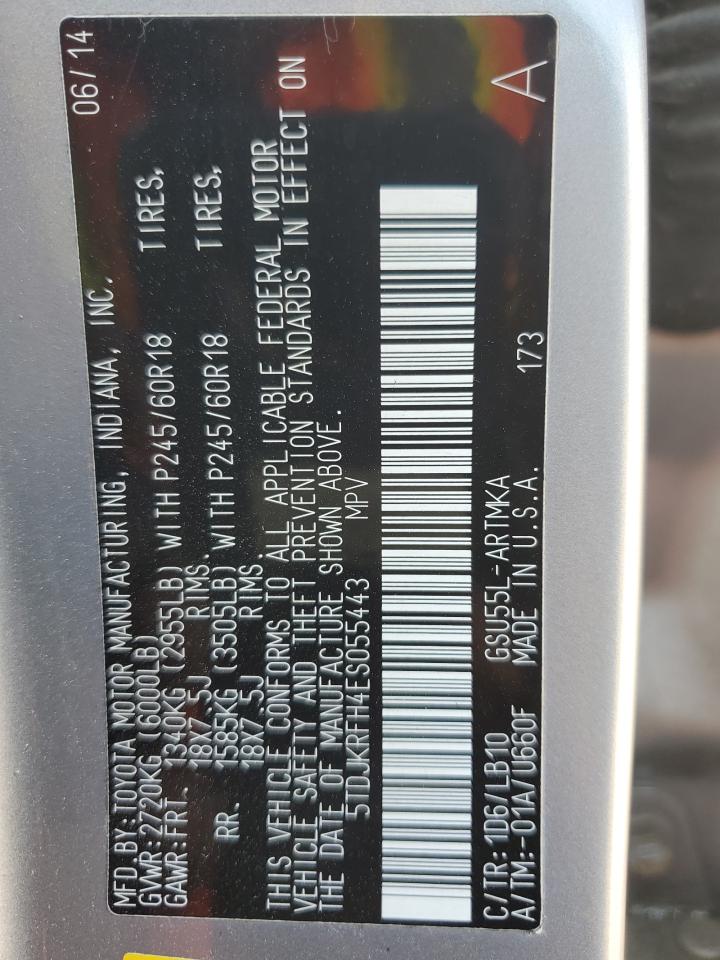 MFD.BY:TOYOTA MOTOR MANUFACTURING, INDIANA, INC. 06/14
GVWR:2720KG (6000LB)
GAWR:FRT. 1340KG (2955LB) WITH P245/60R18 TIRES,
18X7.5J RIMS.
RR. 1585KG (3505LB) WITH P245/60R18 TIRES,
18X7.5J RIMS.
THIS VEHICLE CONFORMS TO ALL APPLICABLE FEDERAL MOTOR
VEHICLE SAFETY AND THEFT PREVENTION STANDARDS IN EFFECT ON
THE DATE OF MANUFACTURE SHOWN ABOVE.
5TDJKRFH4ES055443 MPV
C/TR:1D6/LB10 GSU55L-ARTMKA A
A/TM:-01A/U660F MADE IN U.S.A. 173